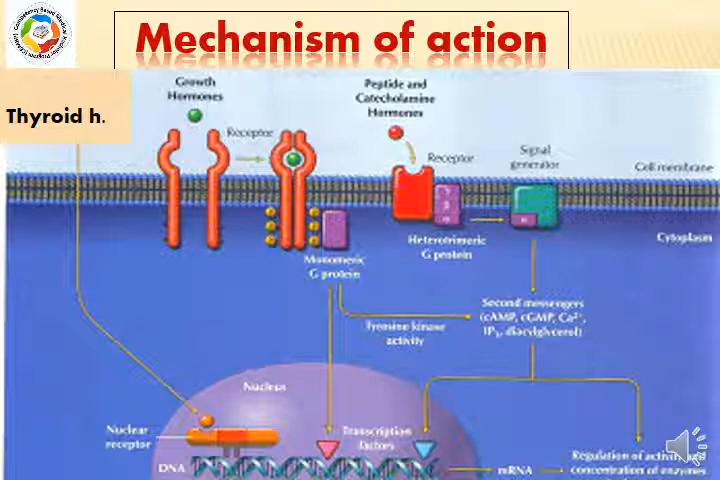 Mechanism of action
Thyroid h.
Growth
Hormones
Peptide and
Catecholamine
Hormones
Receptor
Receptor
Signal
generator
Cell membrane
Cytoplasm
Heterotrimeric
G protein
Monomeric
G protein
Second messengers
(cAMP, cGMP, Ca²⁺,
IP₃, diacylglycerol)
Tyrosine kinase
activity
Nucleus
Nuclear
receptor
Transcription
factors
DNA
mRNA
Regulation of
concentration of enzymes